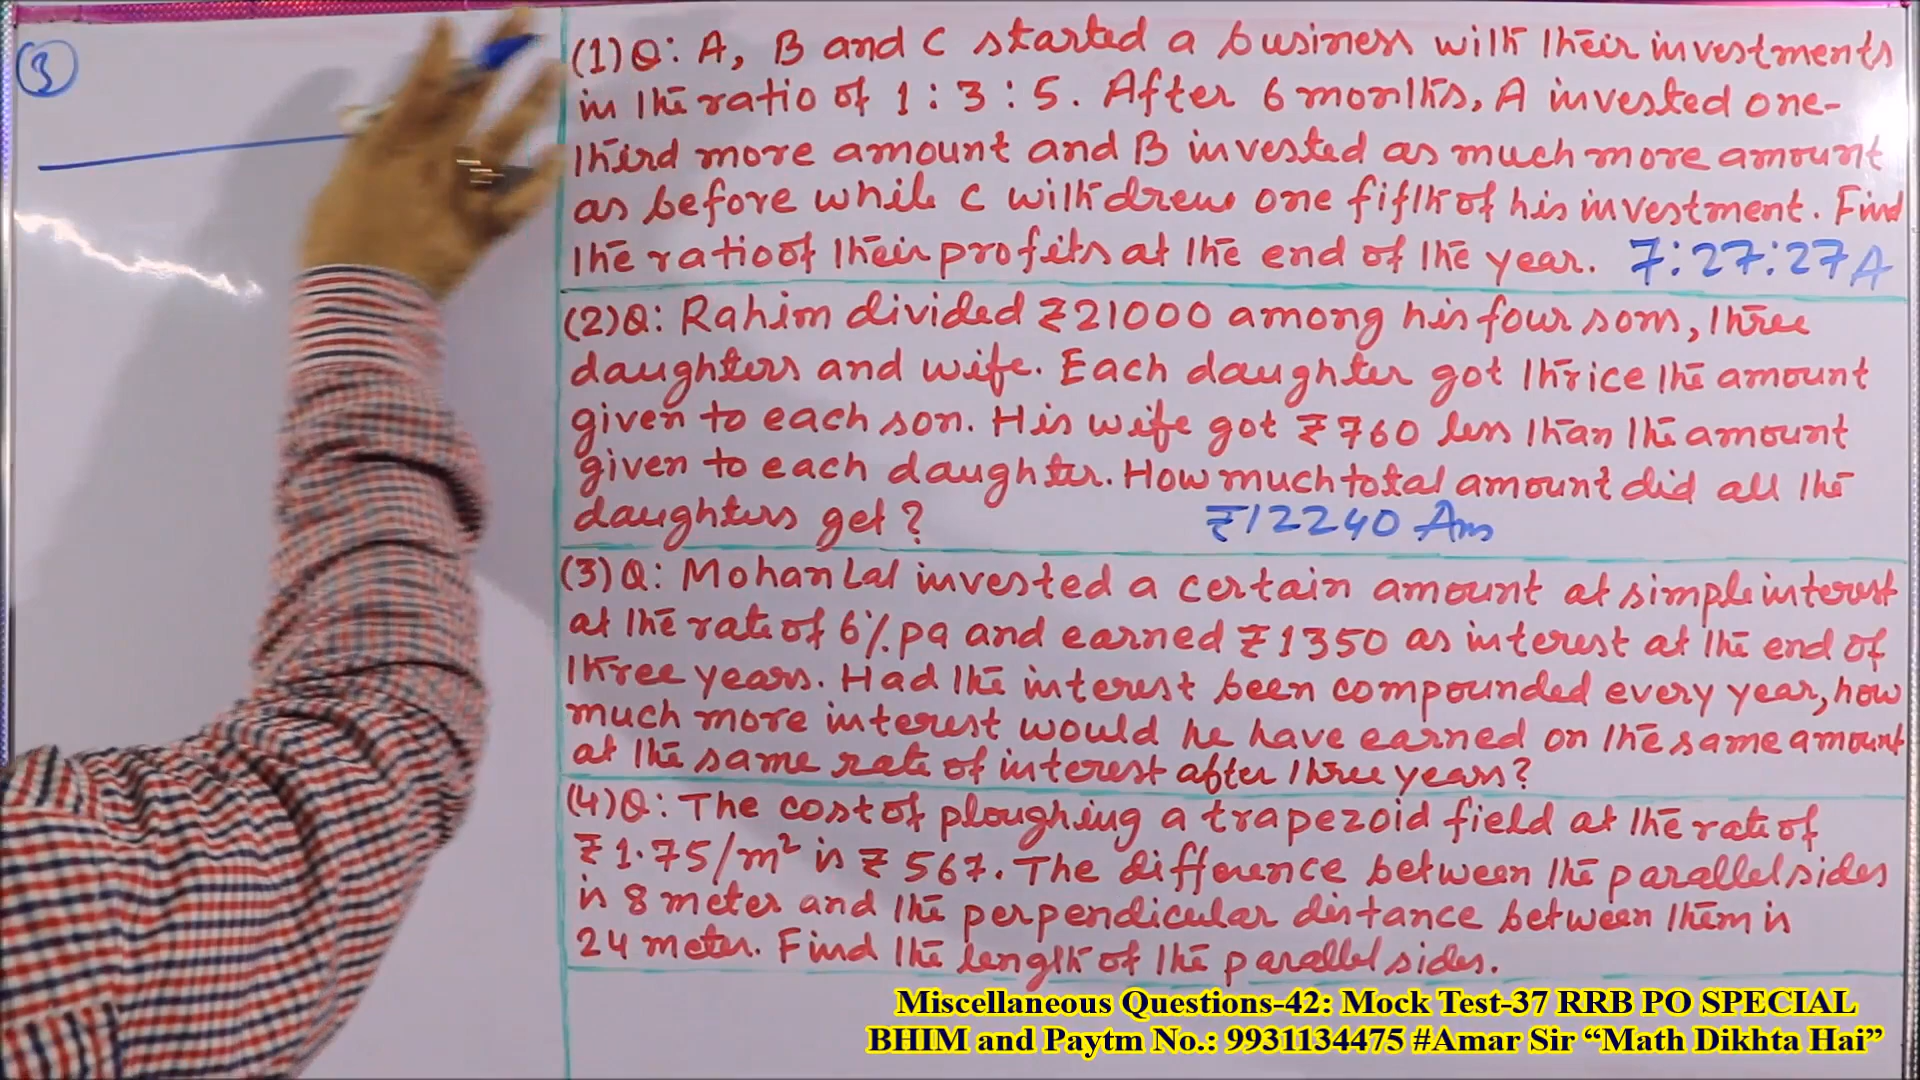 (3)
(1) Q: A, B and C started a business with their investments
in the ratio of 1 : 3 : 5. After 6 months, A invested one-
third more amount and B invested as much more amount
as before while C withdrew one fifth of his investment. Find
the ratio of their profits at the end of the year. 7:27:27 A
(2) Q: Rahim divided ₹21000 among his four sons, three
daughters and wife. Each daughter got thrice the amount
given to each son. His wife got ₹760 less than the amount
given to each daughter. How much total amount did all the
daughters get? ₹12240 Ans
(3) Q: Mohan Lal invested a certain amount at simple interest
at the rate of 6% pa and earned ₹1350 as interest at the end of
three years. Had the interest been compounded every year, how
much more interest would he have earned on the same amount
at the same rate of interest after three years?
(4) Q: The cost of ploughing a trapezoid field at the rate of
₹1.75/m² is ₹567. The difference between the parallel sides
is 8 meter and the perpendicular distance between them is
24 meter. Find the length of the parallel sides.
Miscellaneous Questions-42: Mock Test-37 RRB PO SPECIAL
BHIM and Paytm No.: 9931134475 #Amar Sir “Math Dikhta Hai”